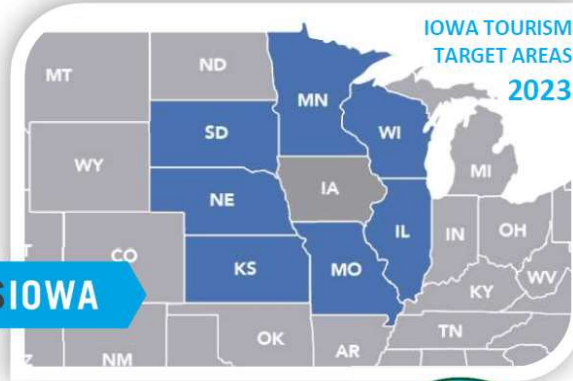 IOWA TOURISM
TARGET AREAS
2023
MT
ND
MN
SD
WI
WY
MI
IA
NE
IL
IN
OH
CO
KS
MO
WV
KY
OK
TN
AR
NM
IOWA